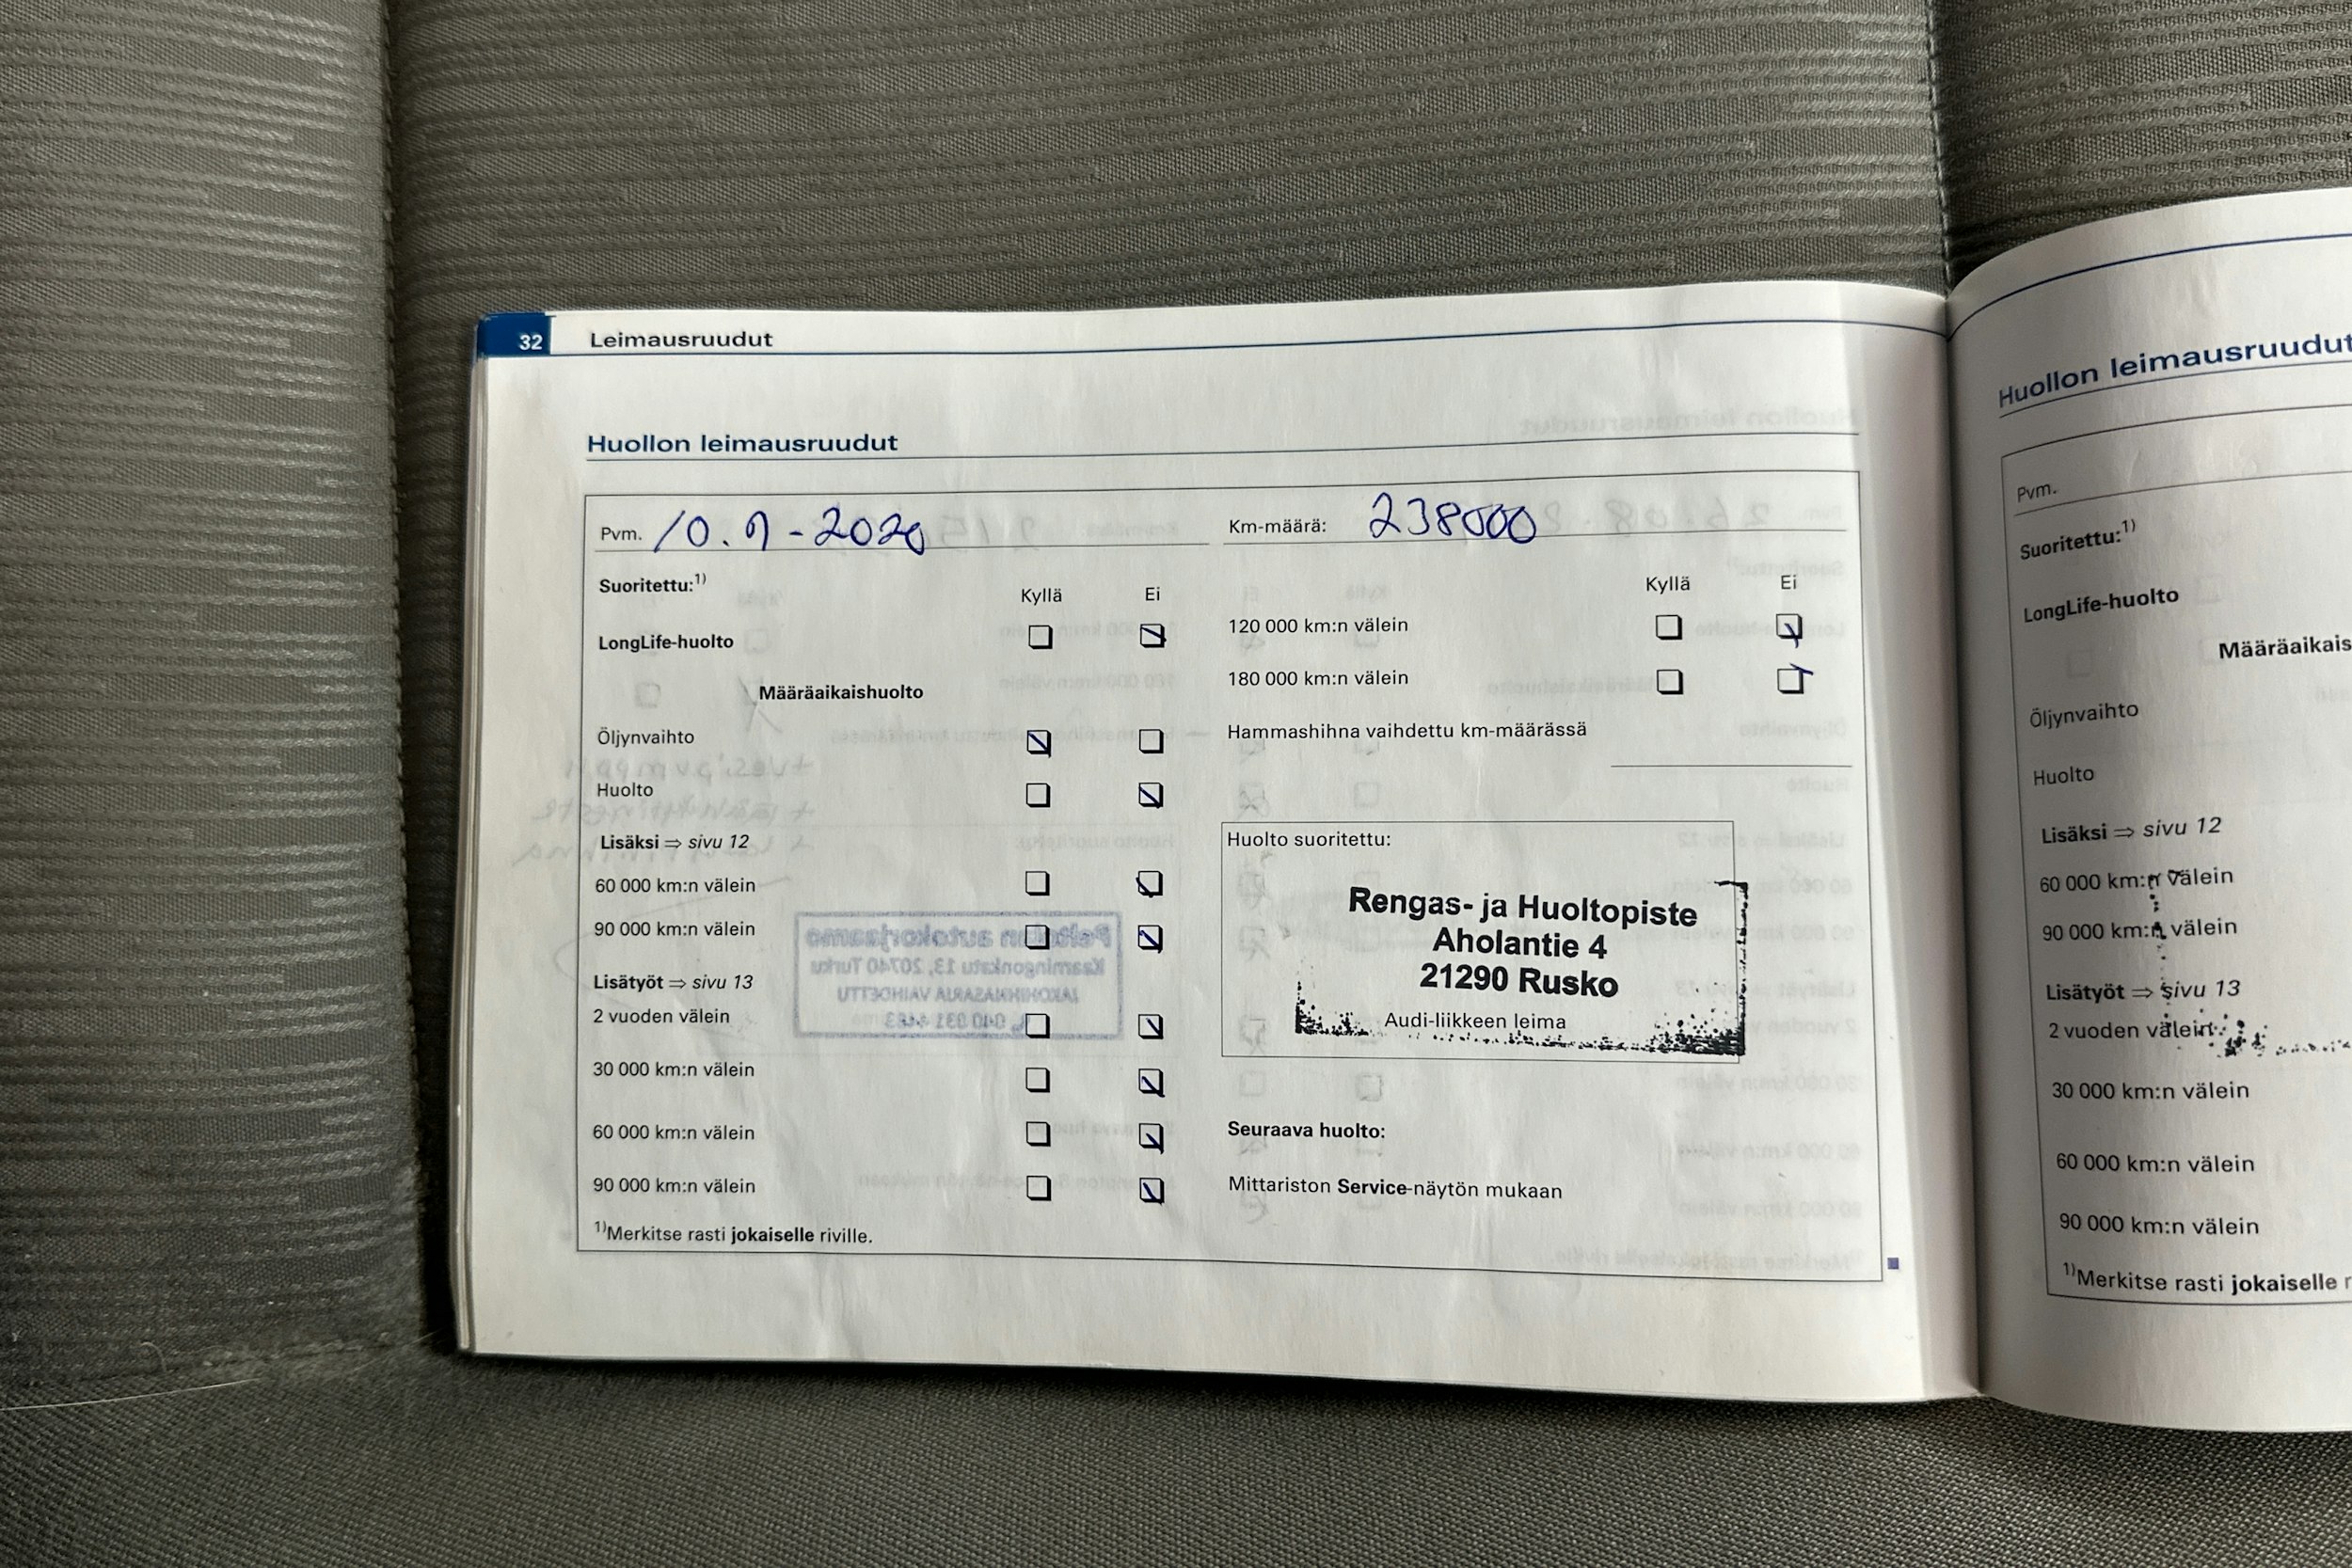 32 Leimausruudut
Huollon leimausruudut
Pvm. 10.9-2020
Km-määrä: 238000
Suoritettu:1)
Kyllä Ei
LongLife-huolto
Määräaikaishuolto
Öljynvaihto
Huolto
Lisäksi ⇒ sivu 12
60 000 km:n välein
90 000 km:n välein
Lisätyöt ⇒ sivu 13
2 vuoden välein
30 000 km:n välein
60 000 km:n välein
90 000 km:n välein
1)Merkitse rasti jokaiselle riville.
Kyllä Ei
120 000 km:n välein
180 000 km:n välein
Hammashihna vaihdettu km-määrässä
Huolto suoritettu:
Rengas- ja Huoltopiste
Aholantie 4
21290 Rusko
Audi-liikkeen leima
Seuraava huolto:
Mittariston Service-näytön mukaan
Huollon leimausruudut
Pvm.
Suoritettu:1)
LongLife-huolto
Määräaikais
Öljynvaihto
Huolto
Lisäksi ⇒ sivu 12
60 000 km:n välein
90 000 km:n välein
Lisätyöt ⇒ sivu 13
2 vuoden välein
30 000 km:n välein
60 000 km:n välein
90 000 km:n välein
1)Merkitse rasti jokaiselle r